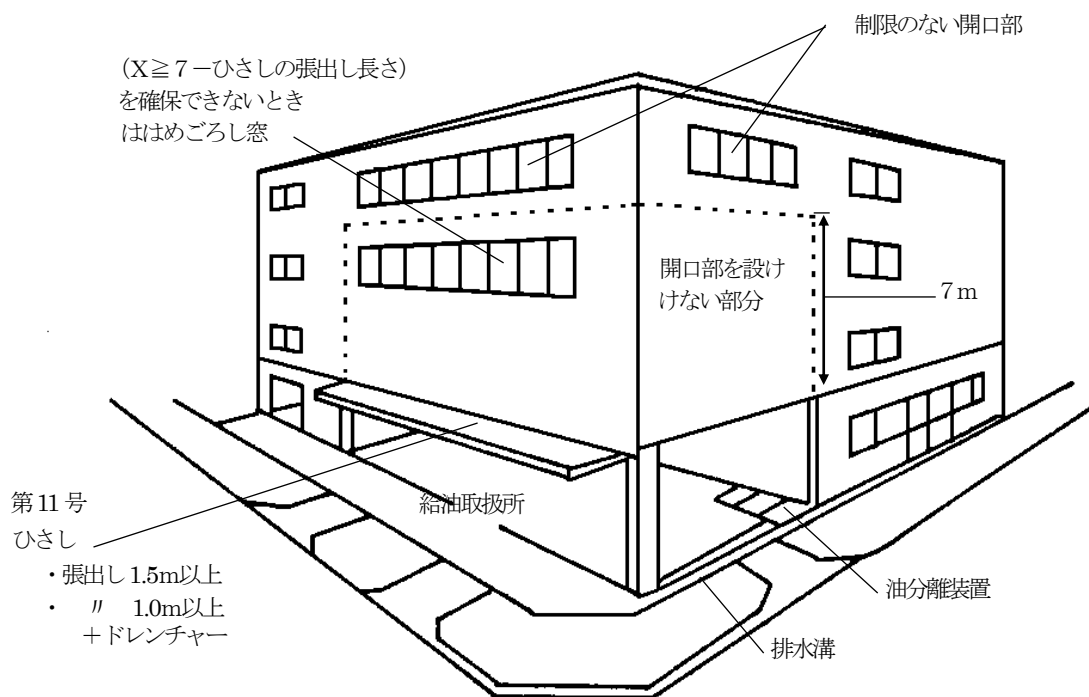 制限のない開口部
(X≧7-ひさしの張出し長さ)
を確保できないとき
ははめごろし窓
開口部を設け
けない部分
7m
第11号
ひさし
・張出し1.5m以上
・ 〃 1.0m以上
+ドレンチャー
給油取扱所
油分離装置
排水溝